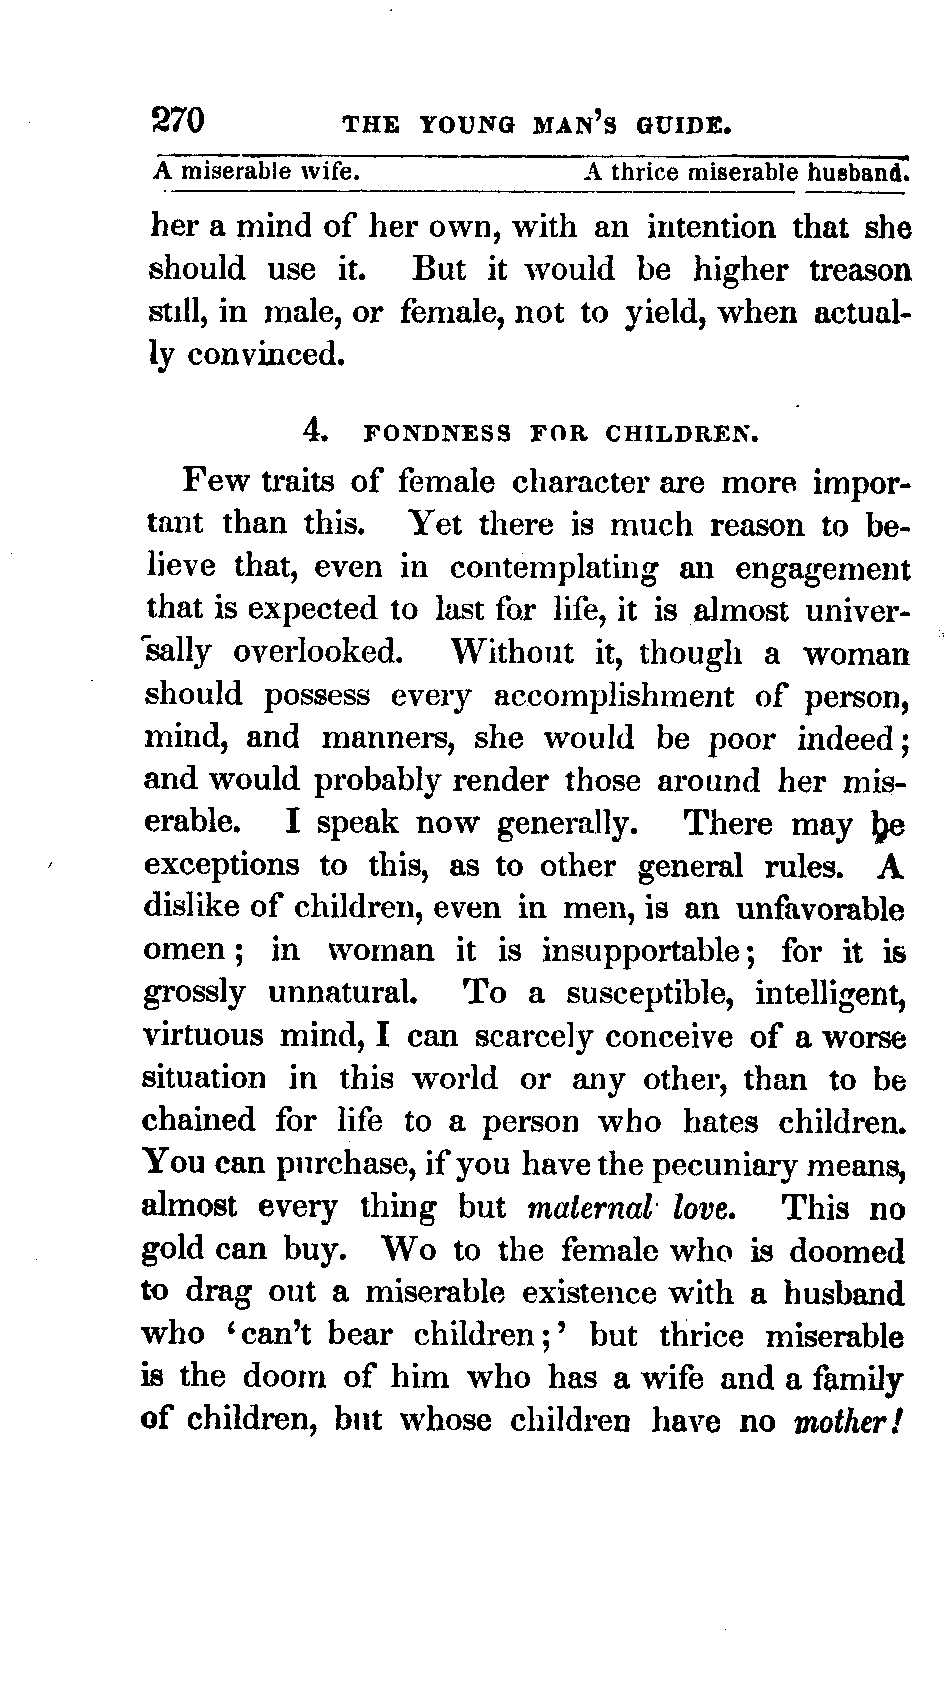 270 THE YOUNG MAN'S GUIDE.
A miserable wife. A thrice miserable husband.
her a mind of her own, with an intention that she
should use it. But it would be higher treason
still, in male, or female, not to yield, when actual-
ly convinced.
4. FONDNESS FOR CHILDREN.
Few traits of female character are more impor-
tant than this. Yet there is much reason to be-
lieve that, even in contemplating an engagement
that is expected to last for life, it is almost univer-
sally overlooked. Without it, though a woman
should possess every accomplishment of person,
mind, and manners, she would be poor indeed;
and would probably render those around her mis-
erable. I speak now generally. There may be
exceptions to this, as to other general rules. A
dislike of children, even in men, is an unfavorable
omen; in woman it is insupportable; for it is
grossly unnatural. To a susceptible, intelligent,
virtuous mind, I can scarcely conceive of a worse
situation in this world or any other, than to be
chained for life to a person who hates children.
You can purchase, if you have the pecuniary means,
almost every thing but maternal love. This no
gold can buy. Wo to the female who is doomed
to drag out a miserable existence with a husband
who 'can't bear children;' but thrice miserable
is the doom of him who has a wife and a family
of children, but whose children have no mother!